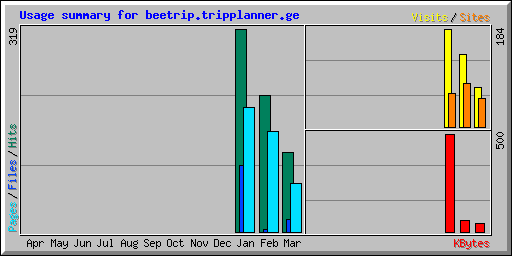 Usage summary for beetrip.tripplanner.ge
Visits / Sites
319
184
500
Pages / Files / Hits
Apr May Jun Jul Aug Sep Oct Nov Dec Jan Feb Mar
KBytes